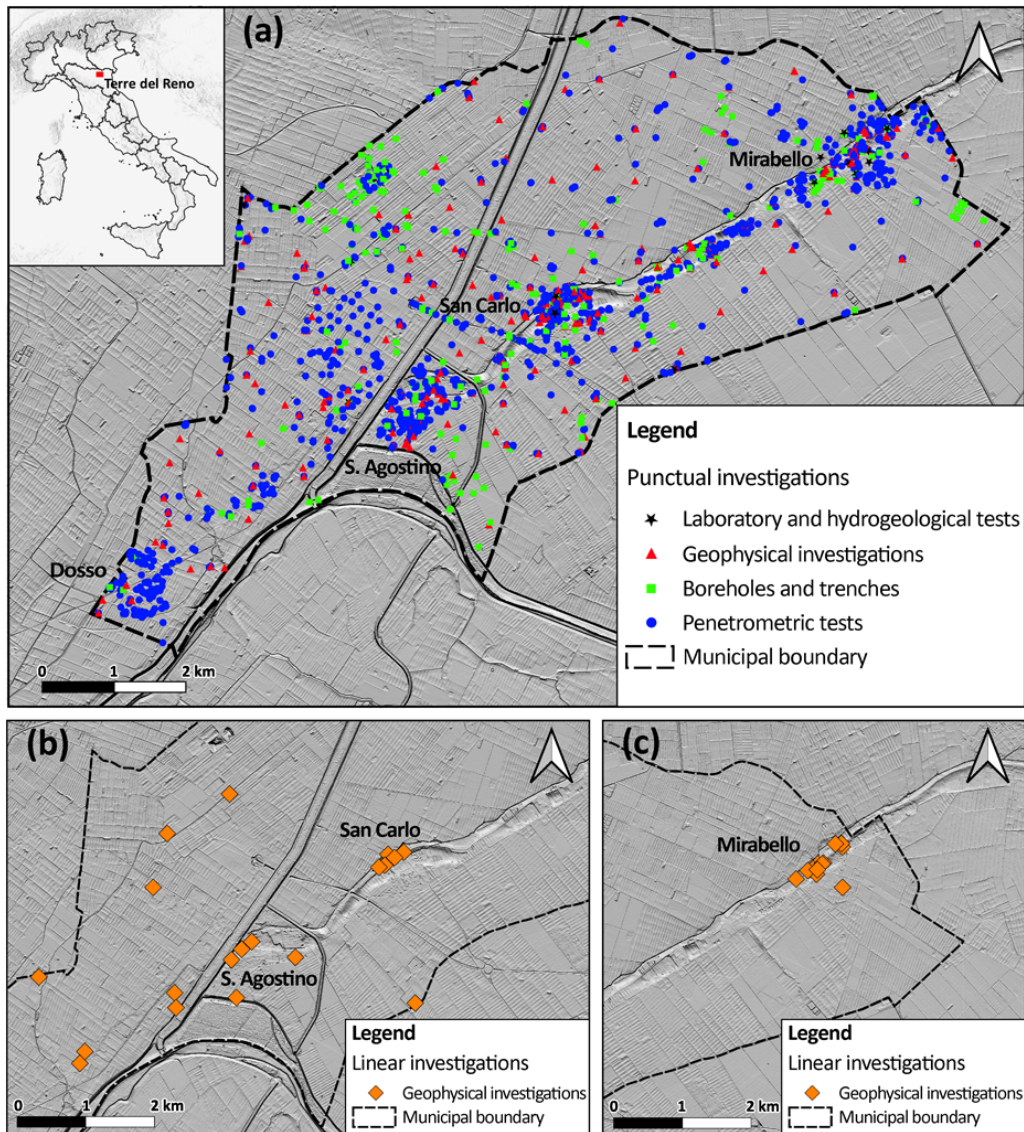 (a)
Terre del Reno
Mirabello
San Carlo
S. Agostino
Dosso
0 1 2 km
Legend
Punctual investigations
Laboratory and hydrogeological tests
Geophysical investigations
Boreholes and trenches
Penetrometric tests
Municipal boundary
(b)
San Carlo
S. Agostino
0 1 2 km
Legend
Linear investigations
Geophysical investigations
Municipal boundary
(c)
Mirabello
0 1 2 km
Legend
Linear investigations
Geophysical investigations
Municipal boundary